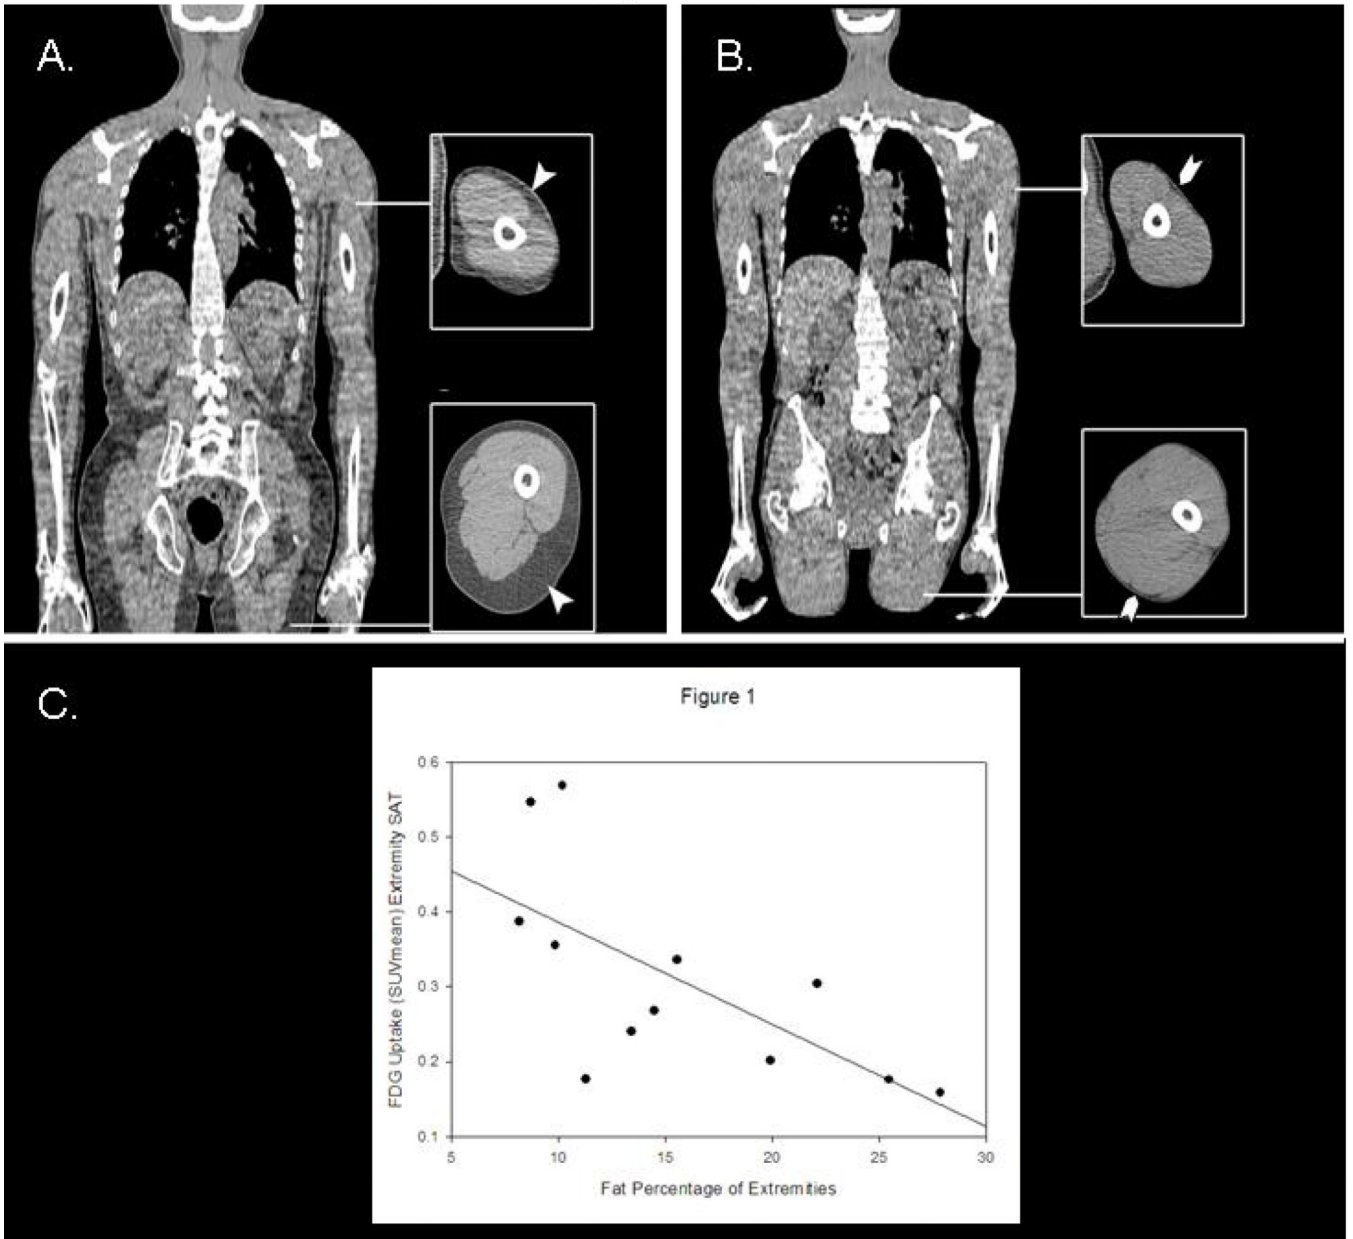 A.
B.
C.
Figure 1
0.6
0.5
0.4
0.3
0.2
0.1
FDG Uptake (SUVmean) Extremity SAT
5 10 15 20 25 30
Fat Percentage of Extremities